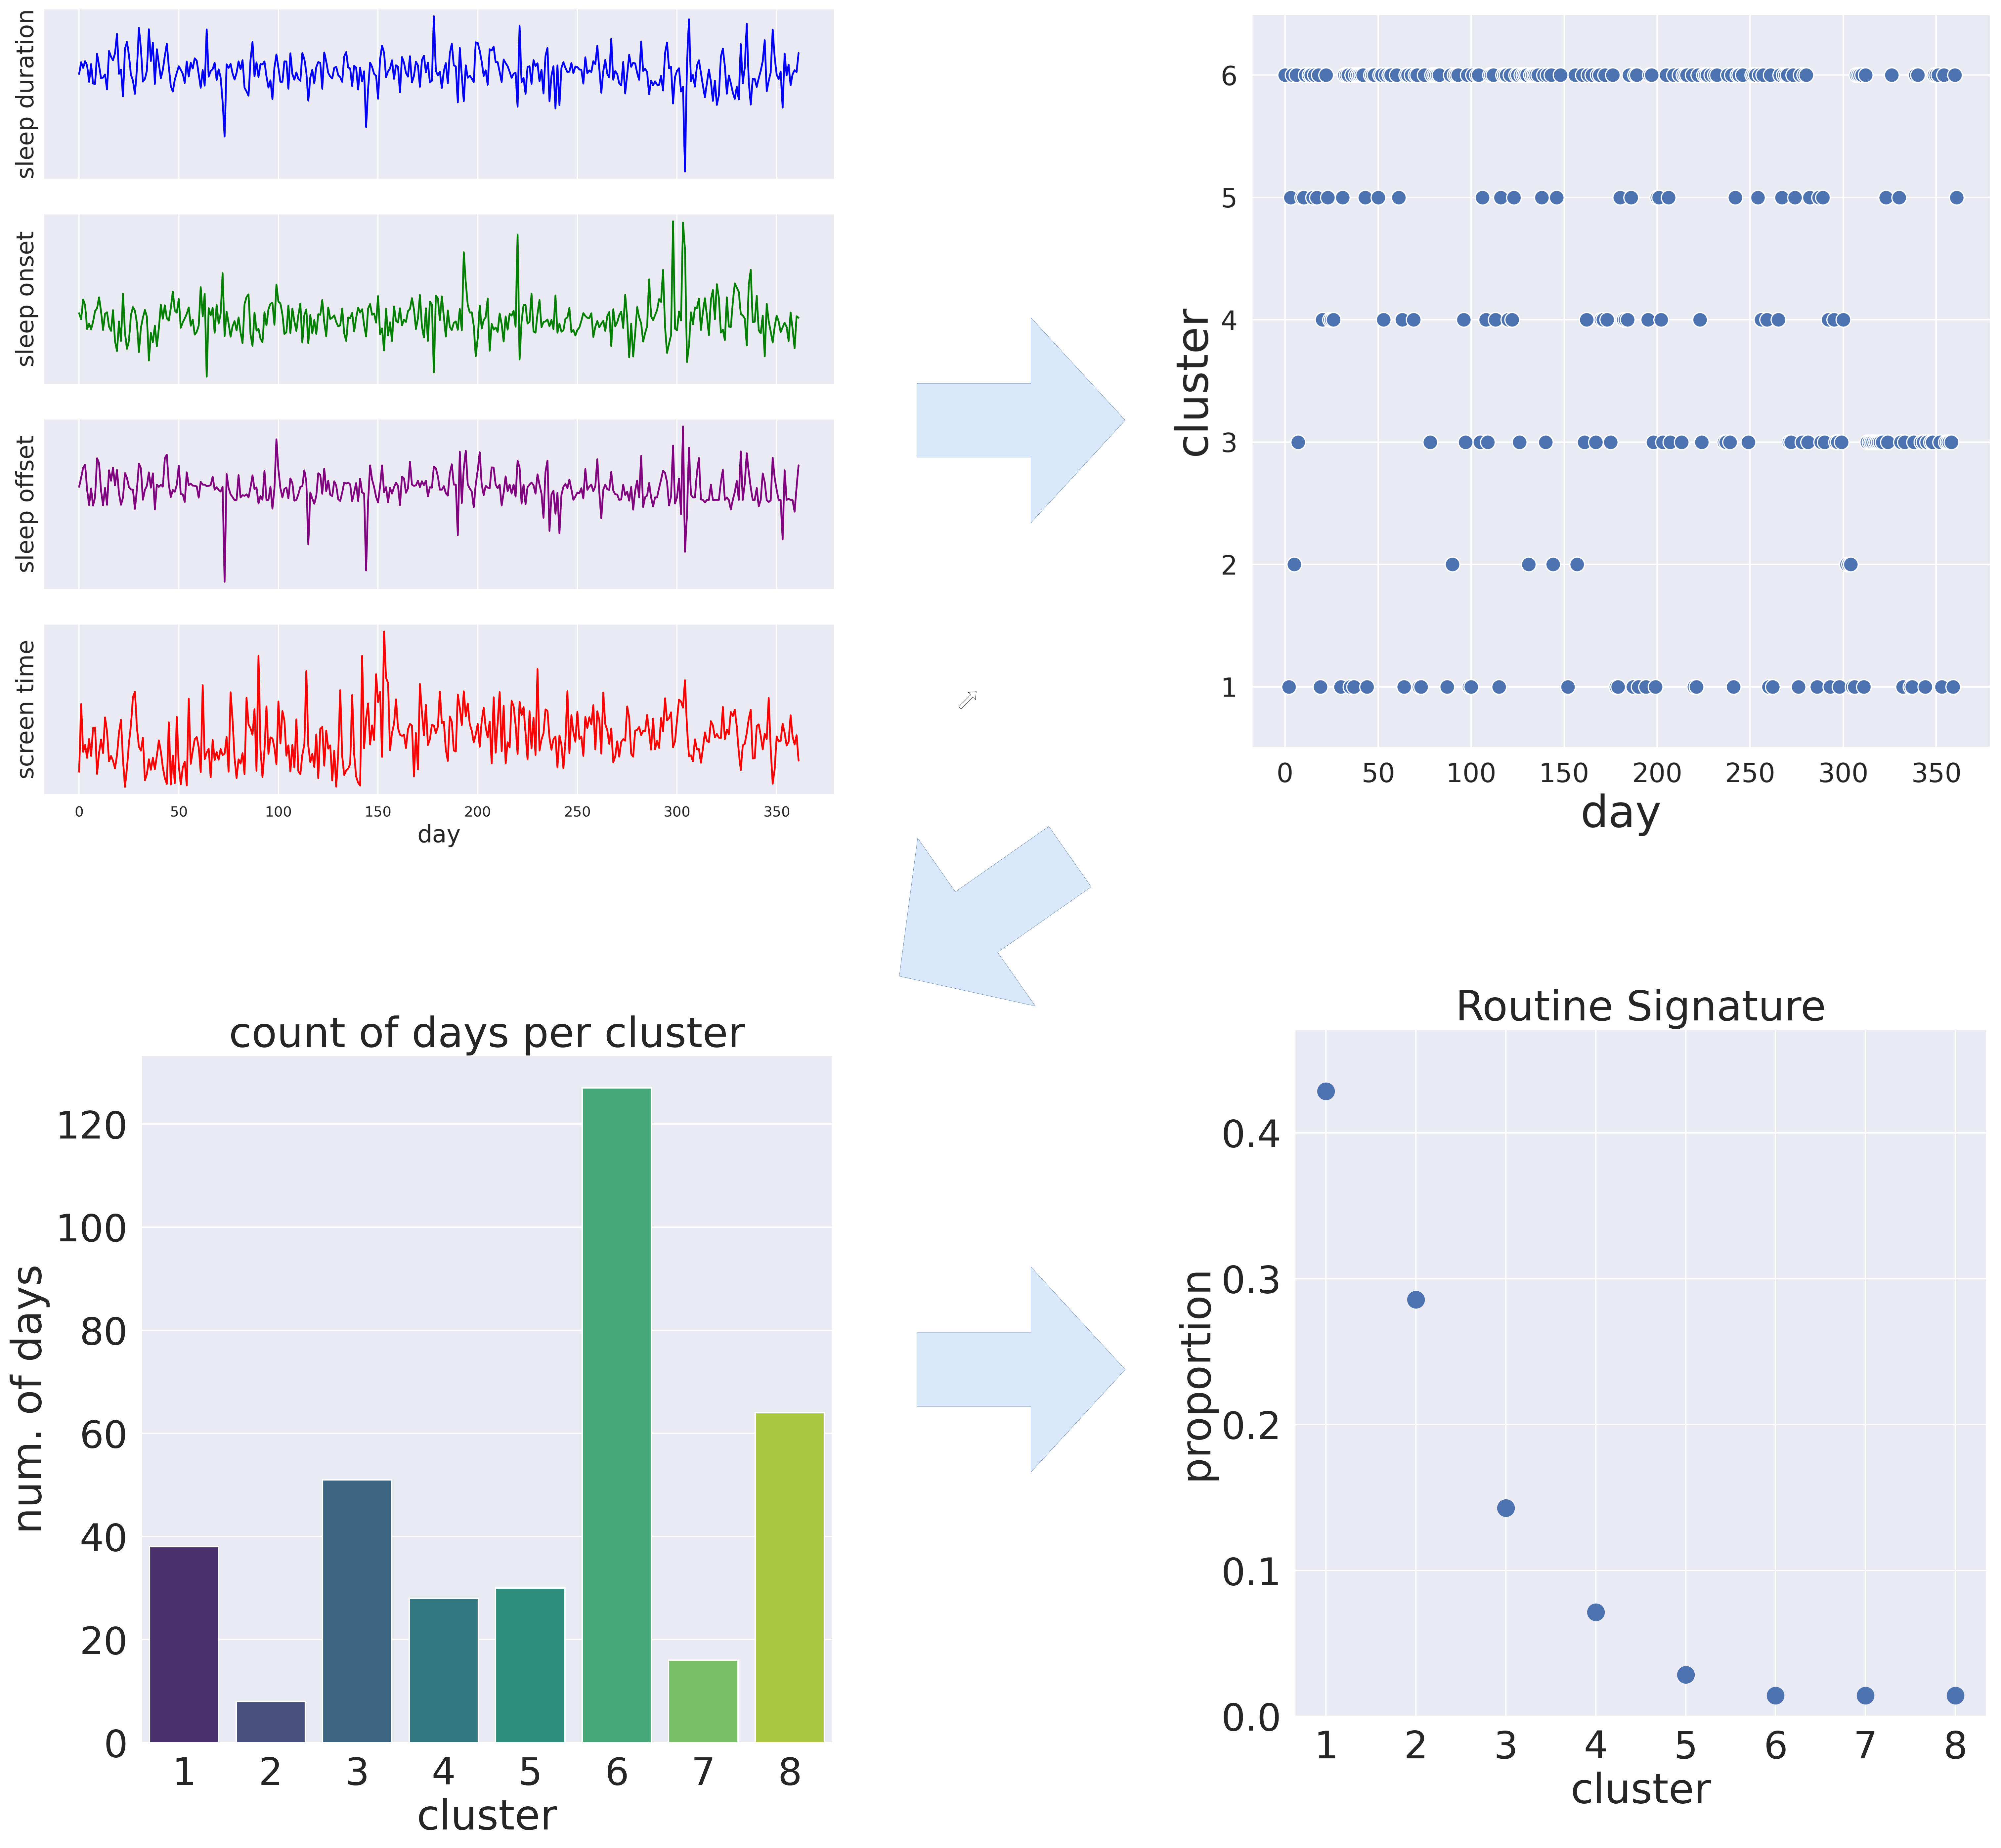 sleep duration
sleep onset
sleep offset
screen time
0 50 100 150 200 250 300 350
day
6
5
4
3
2
1
cluster
0 50 100 150 200 250 300 350
day
count of days per cluster
120
100
80
60
40
20
0
num. of days
1 2 3 4 5 6 7 8
cluster
Routine Signature
0.4
0.3
0.2
0.1
0.0
proportion
1 2 3 4 5 6 7 8
cluster